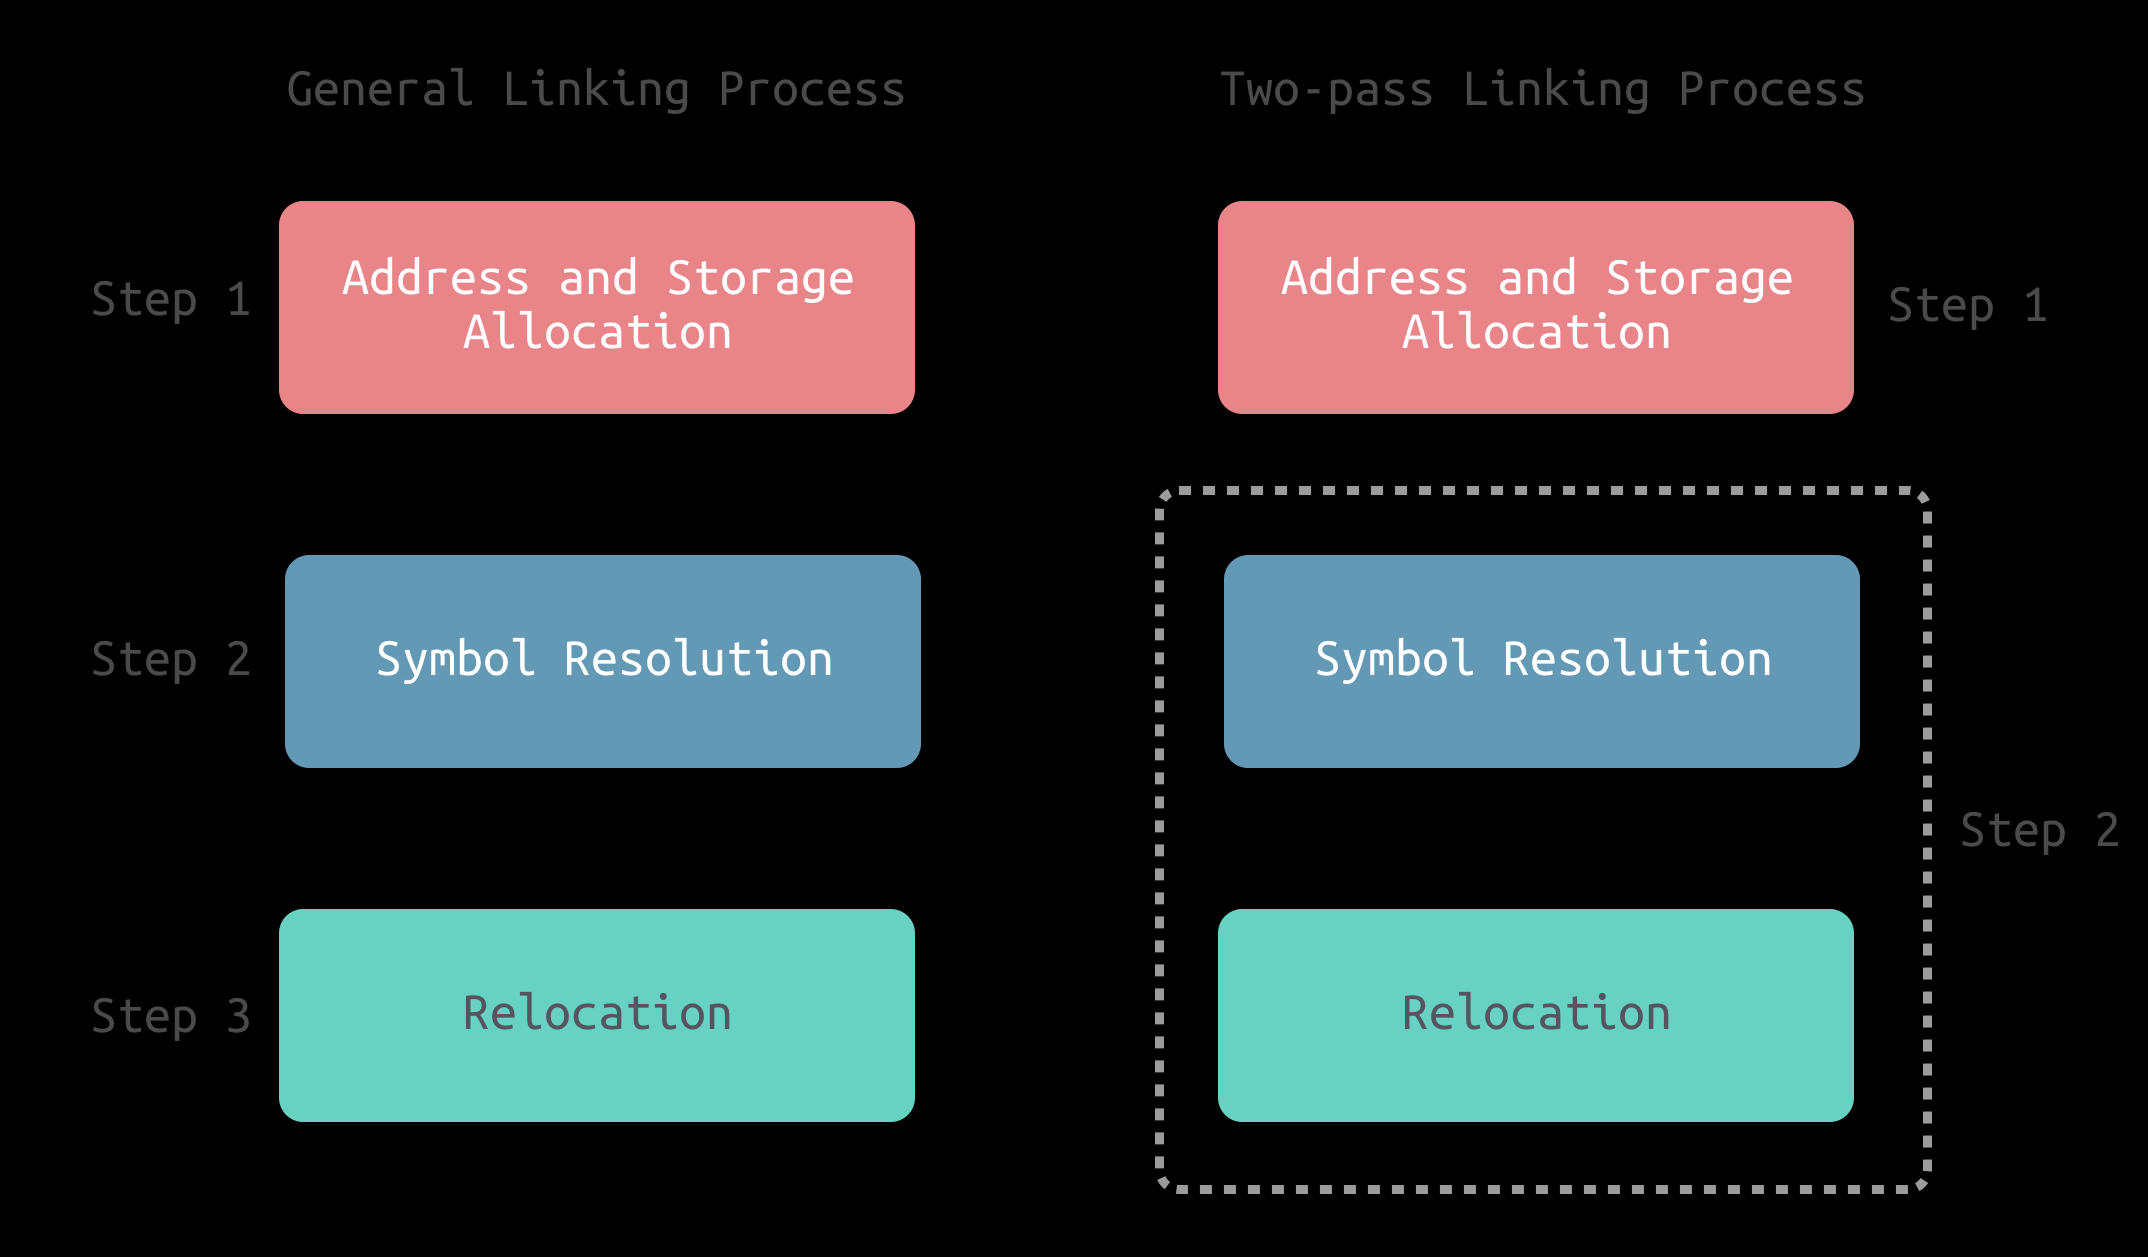 General Linking Process
Two-pass Linking Process
Step 1
Address and Storage
Allocation
Address and Storage
Allocation
Step 1
Step 2
Symbol Resolution
Symbol Resolution
Step 2
Step 3
Relocation
Relocation